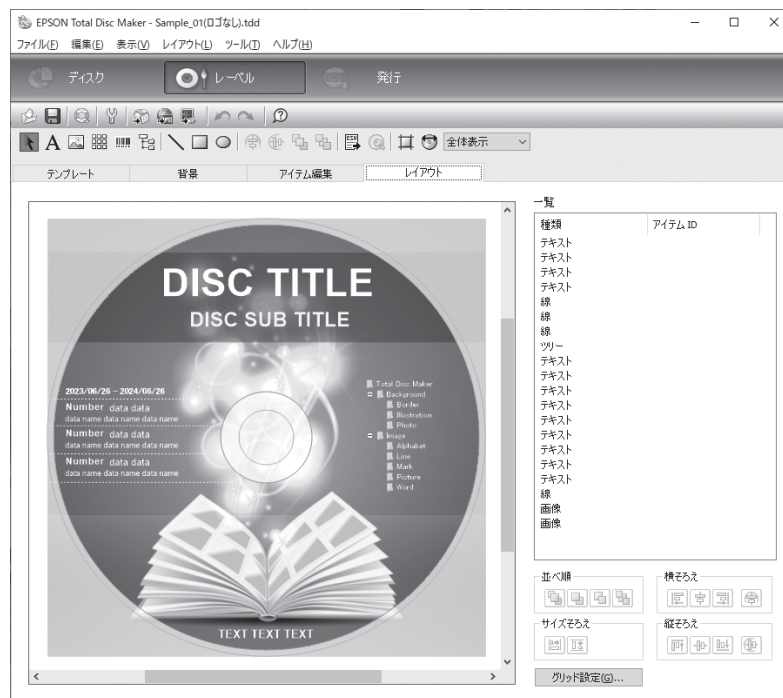 EPSON Total Disc Maker - Sample_01(ロゴなし).tdd
ファイル(F) 編集(E) 表示(V) レイアウト(L) ツール(T) ヘルプ(H)
ディスク レーベル 発行
全体表示
テンプレート 背景 アイテム編集 レイアウト
DISC TITLE
DISC SUB TITLE
2023/06/26 - 2024/06/26
Number data data
data name data name data name
Number data data
data name data name data name
Number data data
data name data name data name
Total Disc Maker
Background
Border
Illustration
Photo
Image
Alphabet
Line
Mark
Picture
Word
TEXT TEXT TEXT
一覧
種類 アイテム ID
テキスト
テキスト
テキスト
テキスト
線
線
線
ツリー
テキスト
テキスト
テキスト
テキスト
テキスト
テキスト
テキスト
テキスト
テキスト
線
画像
画像
並べ順 横そろえ
サイズそろえ 縦そろえ
グリッド設定(G)...